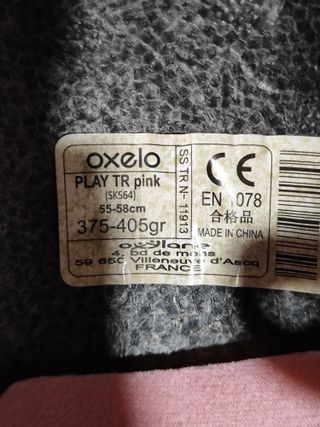 oxelo
PLAY TR pink
(SK564)
55-58cm
375-405gr
oxylane
4, bd de mons
59 650 Villeneuve d'Ascq
FRANCE
SS TR N- 11913
CE
EN 1078
合格品
MADE IN CHINA